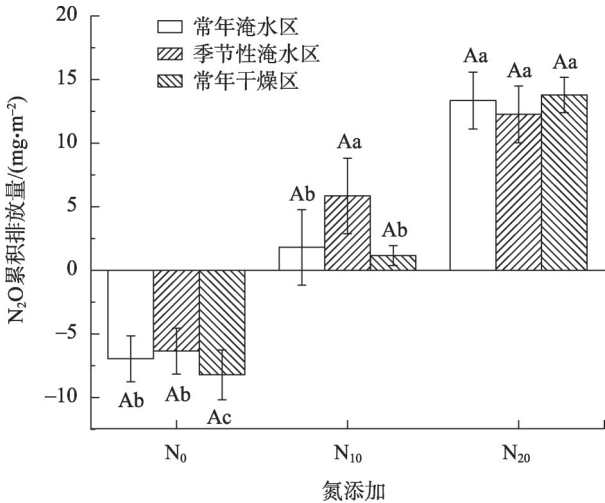 20
常年淹水区
季节性淹水区
常年干燥区
15
10
5
0
−5
−10
N₂O累积排放量/(mg·m⁻²)
Aa
Aa
Aa
Aa
Ab
Ab
Ab
Ab
Ac
N₀
N₁₀
N₂₀
氮添加